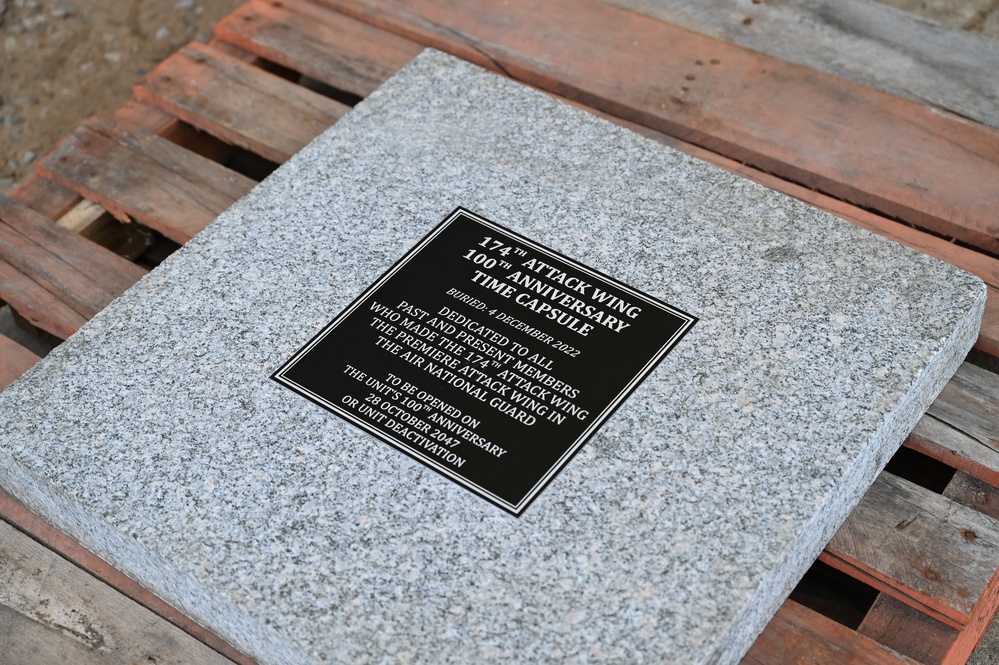 174TH ATTACK WING
100TH ANNIVERSARY
TIME CAPSULE
BURIED: 4 DECEMBER 2022
DEDICATED TO ALL
PAST AND PRESENT MEMBERS
WHO MADE THE 174TH ATTACK WING
THE PREMIERE ATTACK WING IN
THE AIR NATIONAL GUARD
TO BE OPENED ON
THE UNIT'S 100TH ANNIVERSARY
28 OCTOBER 2047
OR UNIT DEACTIVATION